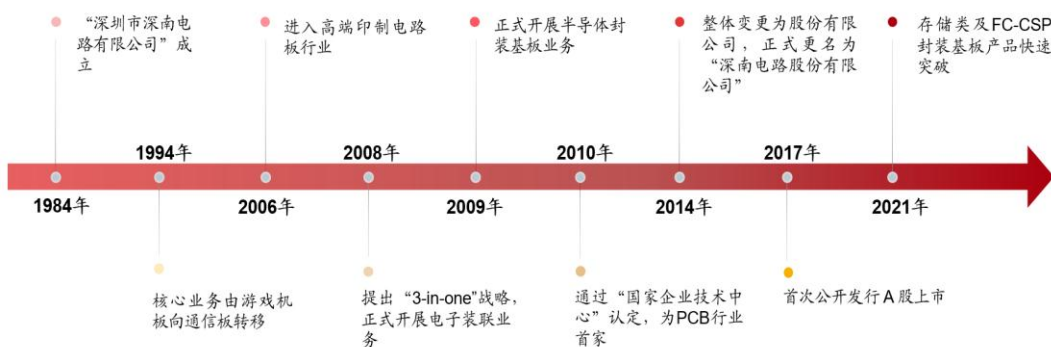 “深圳市深南电
路有限公司”成
立
进入高端印制电路
板行业
正式开展半导体封
装基板业务
整体变更为股份有限
公司，正式更名为
“深南电路股份有限
公司”
存储类及FC-CSP
封装基板产品快速
突破
1994年
2008年
2010年
2017年
1984年
2006年
2009年
2014年
2021年
核心业务由游戏机
板向通信板转移
提出“3-in-one”战略，
正式开展电子装联业
务
通过“国家企业技术中
心”认定，为PCB行业
首家
首次公开发行A股上市